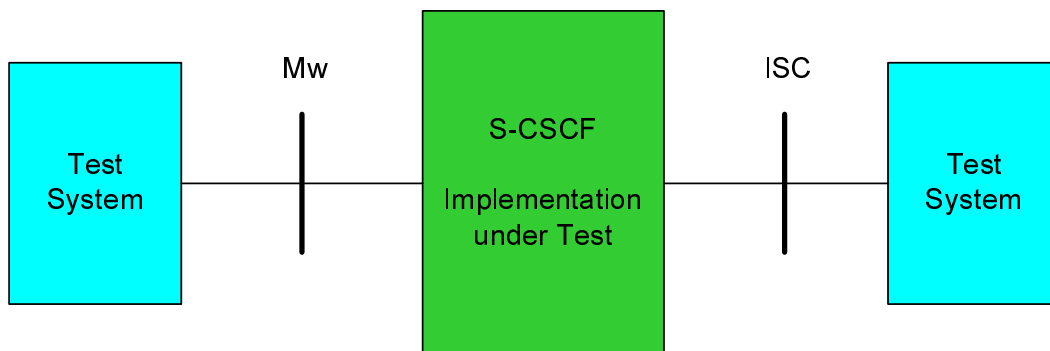 Mw
ISC
Test
System
S-CSCF
Implementation
under Test
Test
System